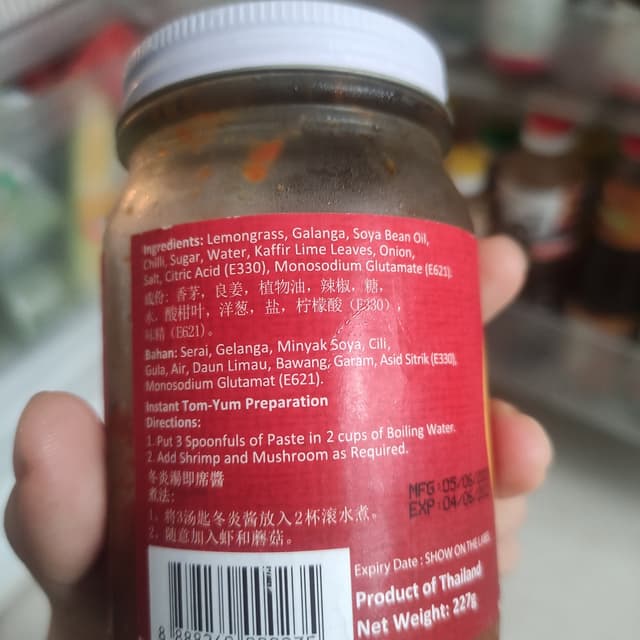 Ingredients: Lemongrass, Galanga, Soya Bean Oil,
Chilli, Sugar, Water, Kaffir Lime Leaves, Onion,
Salt, Citric Acid (E330), Monosodium Glutamate (E621).
成份: 香茅, 良姜, 植物油, 辣椒, 糖,
水, 酸柑叶, 洋葱, 盐, 柠檬酸 (E330),
味精 (E621)。
Bahan: Serai, Gelanga, Minyak Soya, Cili,
Gula, Air, Daun Limau, Bawang, Garam, Asid Sitrik (E330),
Monosodium Glutamat (E621).
Instant Tom-Yum Preparation
Directions:
1. Put 3 Spoonfuls of Paste in 2 cups of Boiling Water.
2. Add Shrimp and Mushroom as Required.
冬炎湯即席醬
煮法:
1、将3汤匙冬炎酱放入2杯滚水煮。
2、随意加入虾和蘑菇。
MFG:05/06/
EXP:04/06/
Expiry Date : SHOW ON THE LABEL
Product of Thailand
Net Weight: 227g